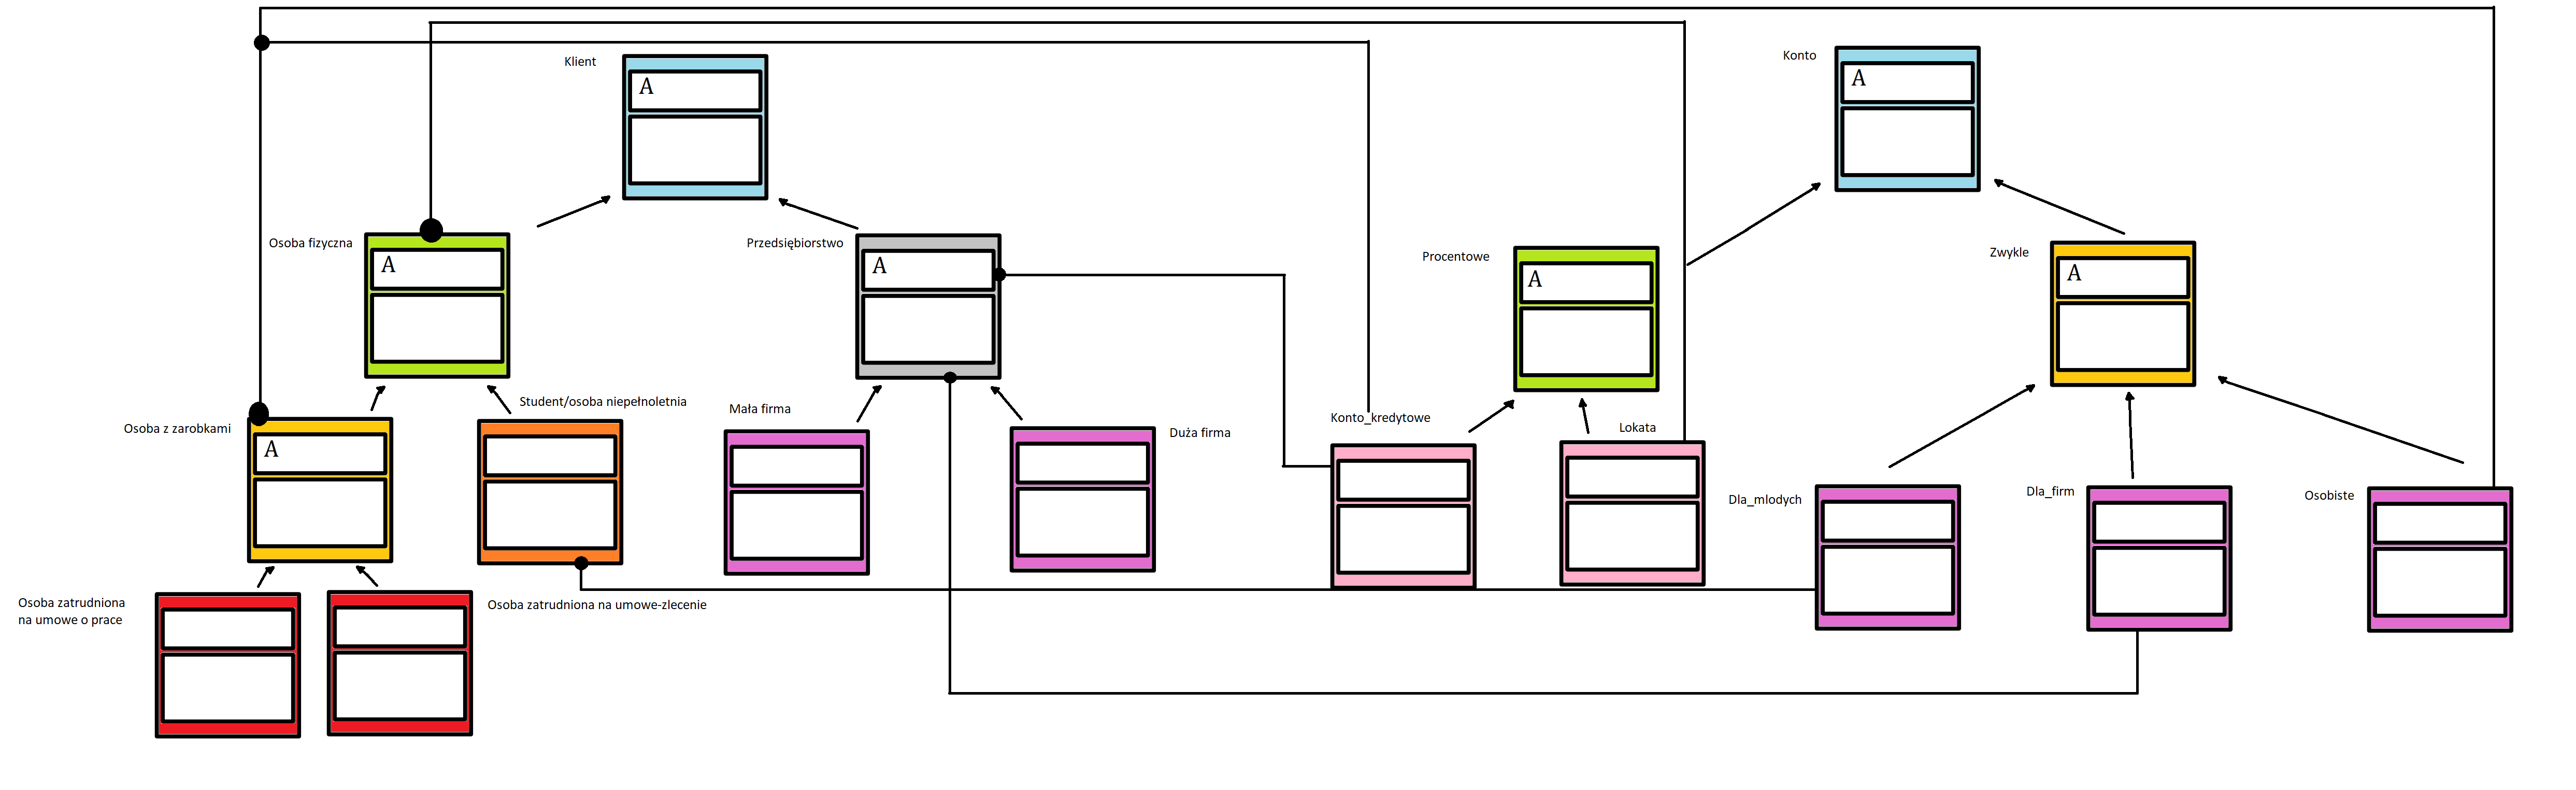 Klient
A
Konto
A
Osoba fizyczna
A
Przedsiębiorstwo
A
Procentowe
A
Zwykle
A
Osoba z zarobkami
A
Student/osoba niepełnoletnia
Mała firma
Duża firma
Konto_kredytowe
Lokata
Dla_mlodych
Dla_firm
Osobiste
Osoba zatrudniona
na umowe o prace
Osoba zatrudniona na umowe-zlecenie